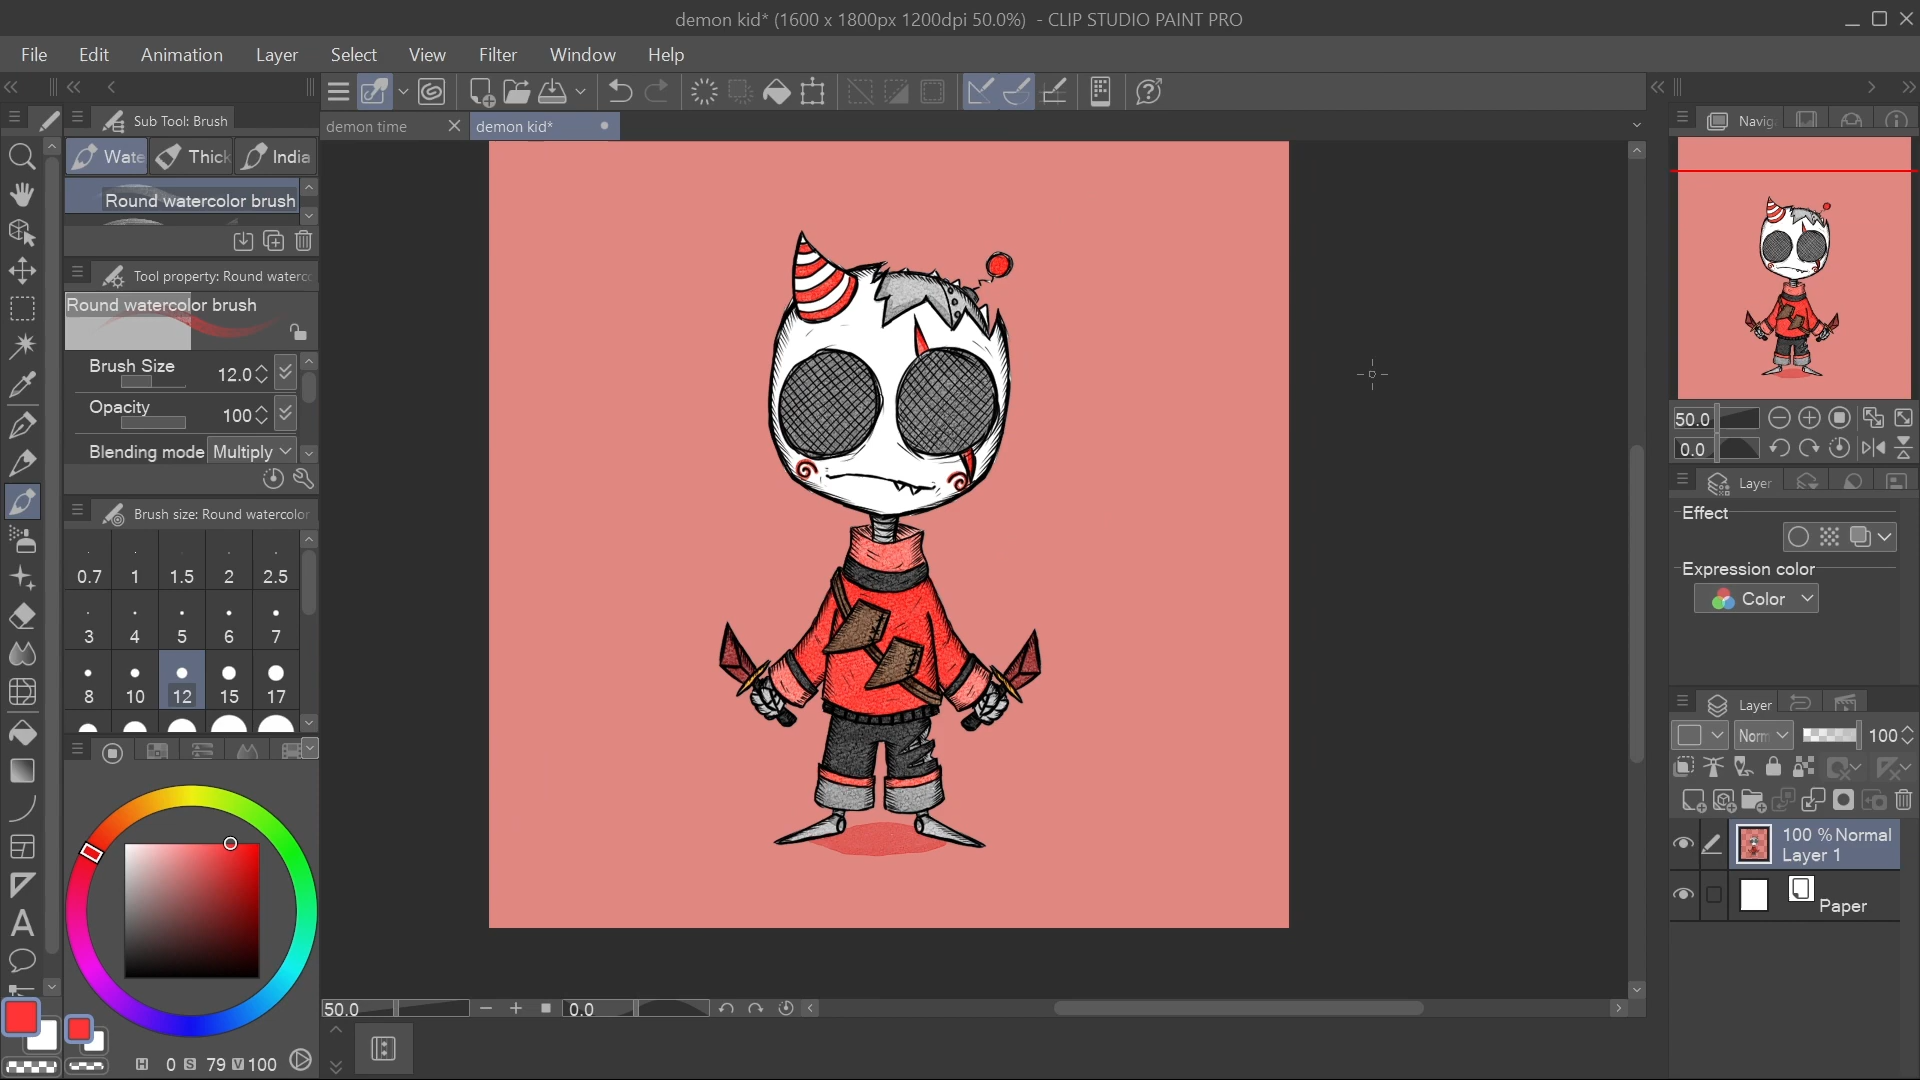 demon kid* (1600 x 1800px 1200dpi 50.0%) - CLIP STUDIO PAINT PRO
File Edit Animation Layer Select View Filter Window Help
Sub Tool: Brush
demon time
demon kid*
Navig
Wate Thick India
Round watercolor brush
Tool property: Round waterco
Round watercolor brush
Brush Size 12.0
Opacity 100
Blending mode Multiply
50.0
0.0
Layer
Effect
Brush size: Round watercolor
0.7 1 1.5 2 2.5
3 4 5 6 7
8 10 12 15 17
Expression color
Color
Layer
Norm 100
100 % Normal
Layer 1
Paper
50.0 0.0
H 0 S 79 V 100